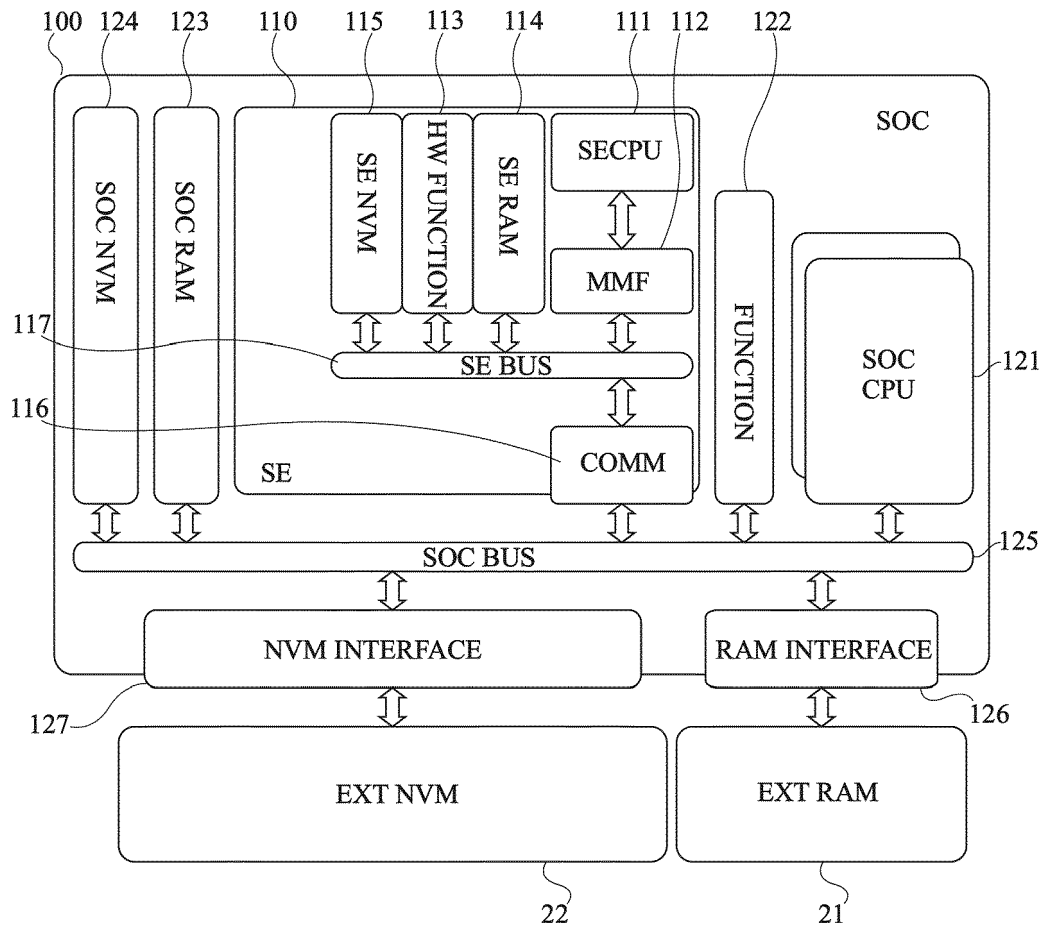 100 124 123 110 115 113 114 111 112 122
SOC
SOC NVM
SOC RAM
SE NVM
HW FUNCTION
SE RAM
SECPU
MMF
FUNCTION
117
SE BUS
SOC
CPU
121
116
COMM
SE
SOC BUS
125
NVM INTERFACE
RAM INTERFACE
127
126
EXT NVM
EXT RAM
22
21